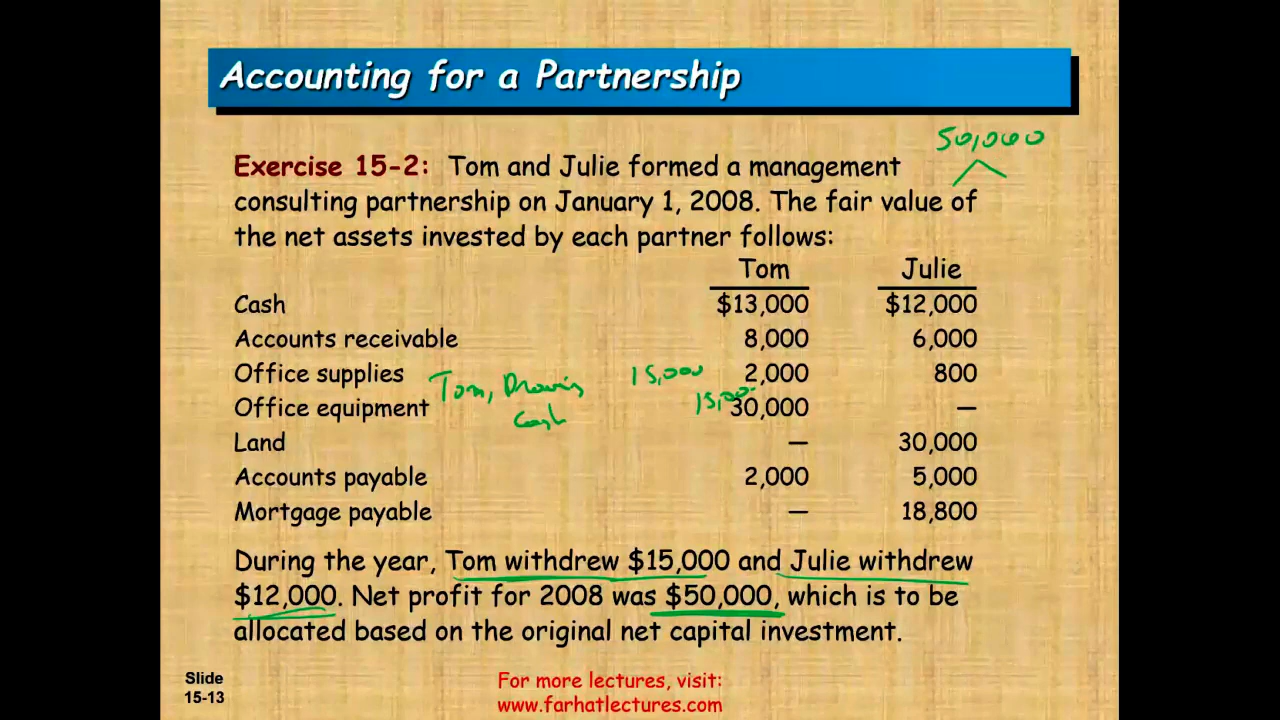 Accounting for a Partnership
50,000
Exercise 15-2: Tom and Julie formed a management
consulting partnership on January 1, 2008. The fair value of
the net assets invested by each partner follows:
Tom Julie
Cash $13,000 $12,000
Accounts receivable 8,000 6,000
Office supplies 2,000 800
Tom, 15,000
Office equipment 30,000 —
Cash 15,00
Land — 30,000
Accounts payable 2,000 5,000
Mortgage payable — 18,800
During the year, Tom withdrew $15,000 and Julie withdrew
$12,000. Net profit for 2008 was $50,000, which is to be
allocated based on the original net capital investment.
Slide
15-13
For more lectures, visit:
www.farhatlectures.com